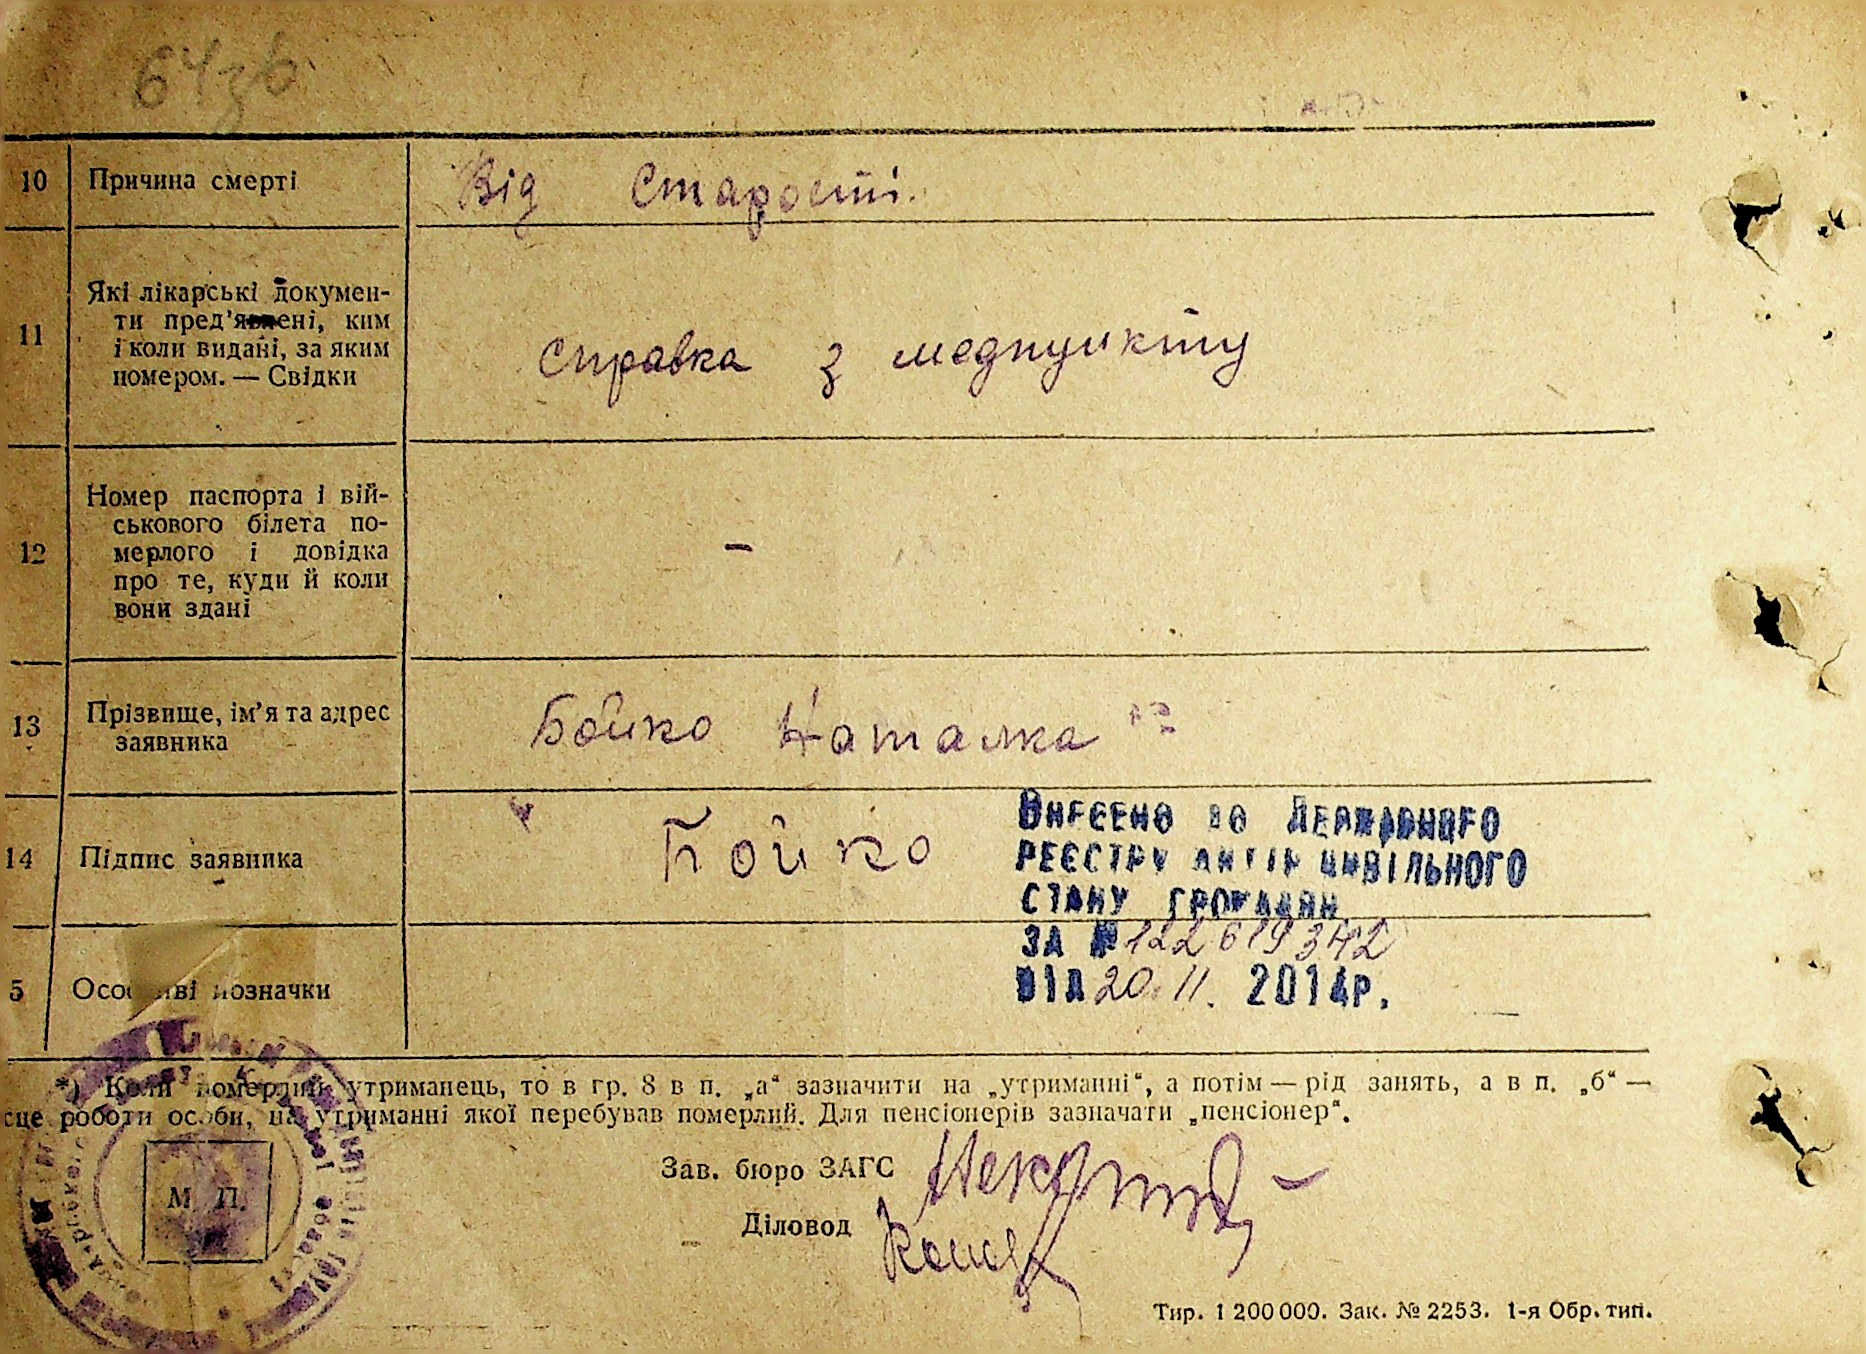 64зв
10 Причина смерті Від Старости.
11 Які лікарські докумен-
ти пред'явлені, ким
і коли видані, за яким
номером. — Свідки
справка з медпункту
12 Номер паспорта і вій-
ськового білета по-
мерлого і довідка
про те, куди й коли
вони здані
–
13 Прізвище, ім'я та адрес
заявника
Бойко Наталка
14 Підпис заявника Бойко
Внесено до Державного
реєстру актів цивільного
стану громадян
за №122619342
від 20.11. 2014р.
5 Особливі позначки
*) Коли померлий утриманець, то в гр. 8 в п. „а“ зазначити на „утриманні“, а потім — рід занять, а в п. „б“ —
сце роботи особи, на утриманні якої перебував померлий. Для пенсіонерів зазначати „пенсіонер“.
М. П.
Зав. бюро ЗАГС
Діловод
Тир. 1 200 000. Зак. № 2253. 1-я Обр. тип.